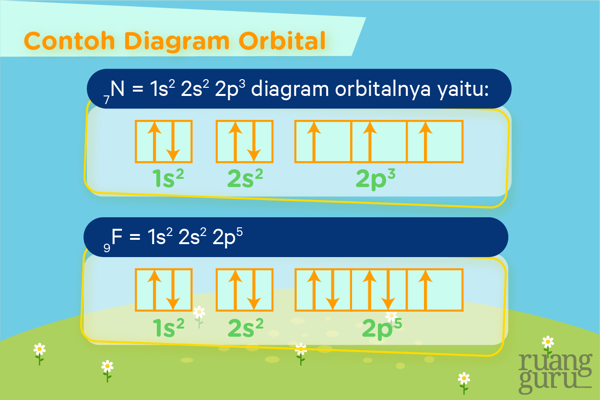 Contoh Diagram Orbital
₇N = 1s² 2s² 2p³ diagram orbitalnya yaitu:
1s² 2s² 2p³
₉F = 1s² 2s² 2p⁵
1s² 2s² 2p⁵
ruang
guru